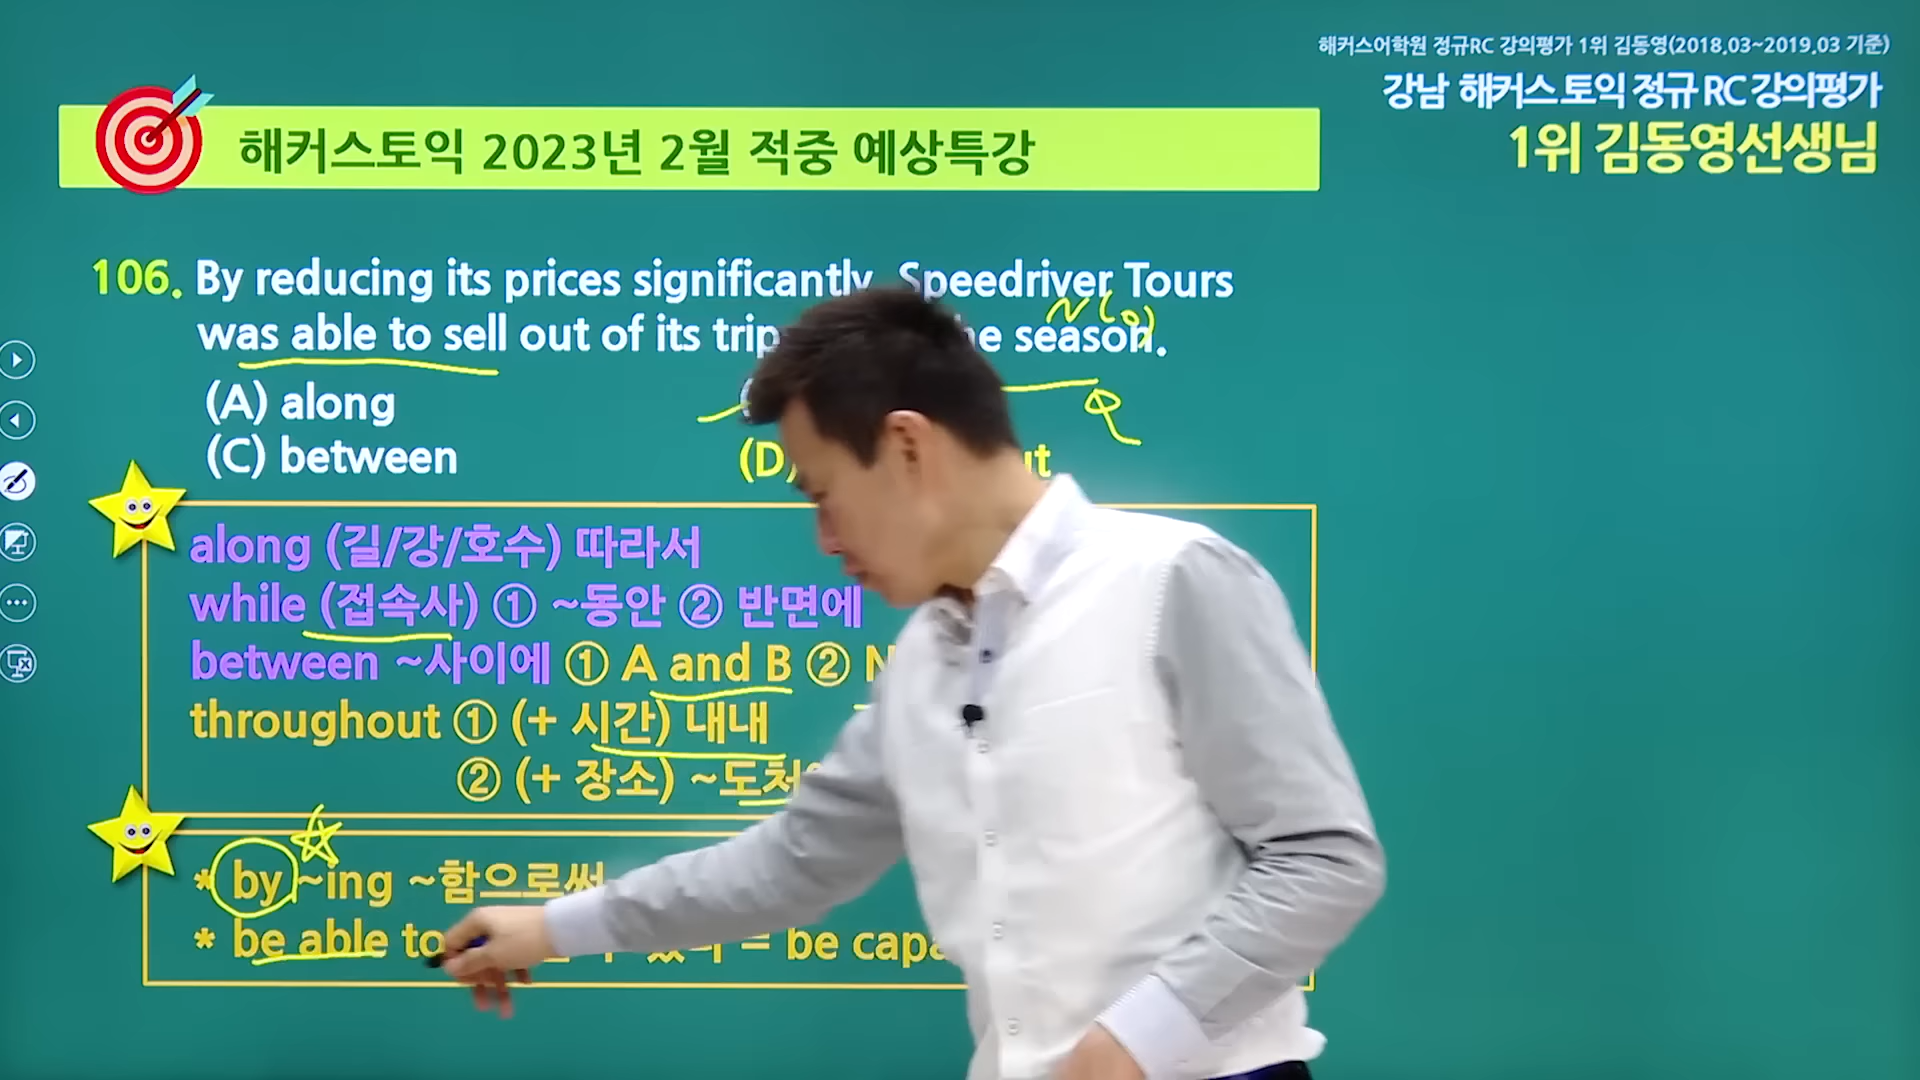 해커스어학원 정규RC 강의평가 1위 김동영(2018.03~2019.03 기준)
강남 해커스 토익 정규 RC 강의평가
1위 김동영선생님
해커스토익 2023년 2월 적중 예상특강
106. By reducing its prices significantly, Speedriver Tours
was able to sell out of its season.
N(o)
(A) along
(C) between (D)
along (길/강/호수) 따라서
while (접속사) ① ~동안 ② 반면에
between ~사이에 ① A and B ②
throughout ① (+ 시간) 내내
② (+ 장소)
* by ~ing ~함으로써
* be able to = be